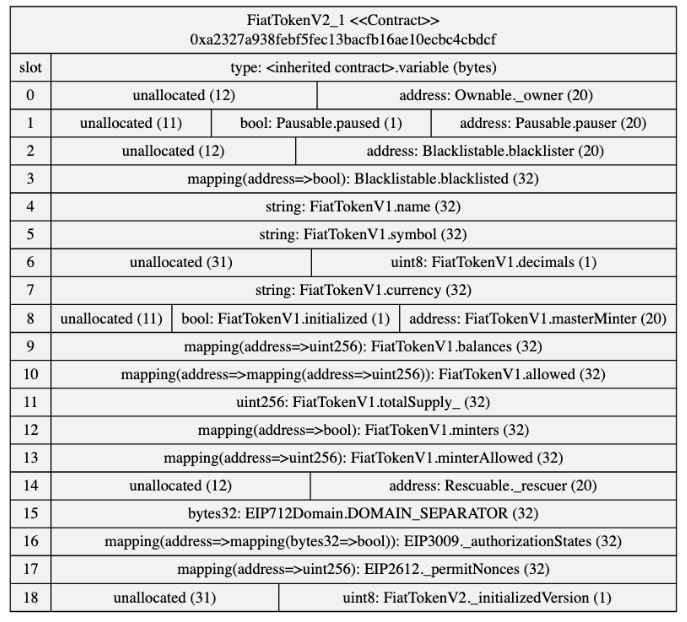 FiatTokenV2_1 <<Contract>>
0xa2327a938febf5fec13bacfb16ae10ecbc4cbdcf
slot type: <inherited contract>.variable (bytes)
0 unallocated (12) address: Ownable._owner (20)
1 unallocated (11) bool: Pausable.paused (1) address: Pausable.pauser (20)
2 unallocated (12) address: Blacklistable.blacklister (20)
3 mapping(address=>bool): Blacklistable.blacklisted (32)
4 string: FiatTokenV1.name (32)
5 string: FiatTokenV1.symbol (32)
6 unallocated (31) uint8: FiatTokenV1.decimals (1)
7 string: FiatTokenV1.currency (32)
8 unallocated (11) bool: FiatTokenV1.initialized (1) address: FiatTokenV1.masterMinter (20)
9 mapping(address=>uint256): FiatTokenV1.balances (32)
10 mapping(address=>mapping(address=>uint256)): FiatTokenV1.allowed (32)
11 uint256: FiatTokenV1.totalSupply_ (32)
12 mapping(address=>bool): FiatTokenV1.minters (32)
13 mapping(address=>uint256): FiatTokenV1.minterAllowed (32)
14 unallocated (12) address: Rescuable._rescuer (20)
15 bytes32: EIP712Domain.DOMAIN_SEPARATOR (32)
16 mapping(address=>mapping(bytes32=>bool)): EIP3009._authorizationStates (32)
17 mapping(address=>uint256): EIP2612._permitNonces (32)
18 unallocated (31) uint8: FiatTokenV2._initializedVersion (1)